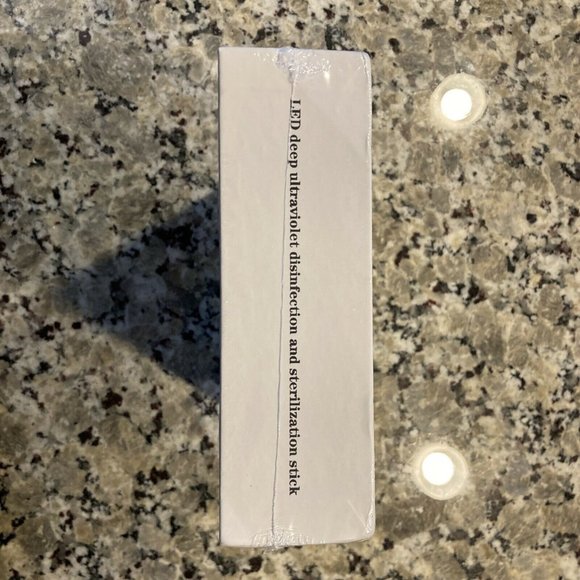 LED deep ultraviolet disinfection and sterilization stick